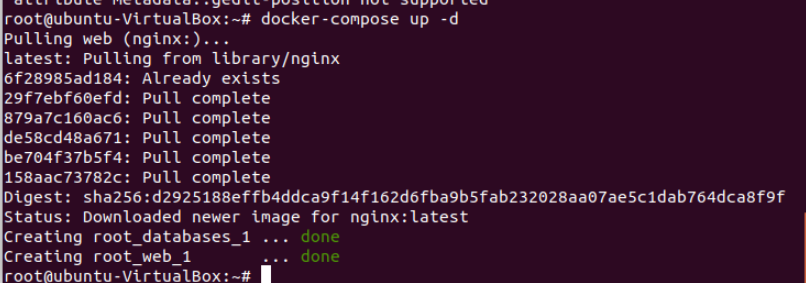 attribute Metadata::gedit-position not supported
root@ubuntu-VirtualBox:~# docker-compose up -d
Pulling web (nginx:)...
latest: Pulling from library/nginx
6f28985ad184: Already exists
29f7ebf60efd: Pull complete
879a7c160ac6: Pull complete
de58cd48a671: Pull complete
be704f37b5f4: Pull complete
158aac73782c: Pull complete
Digest: sha256:d2925188effb4ddca9f14f162d6fba9b5fab232028aa07ae5c1dab764dca8f9f
Status: Downloaded newer image for nginx:latest
Creating root_databases_1 ... done
Creating root_web_1       ... done
root@ubuntu-VirtualBox:~#